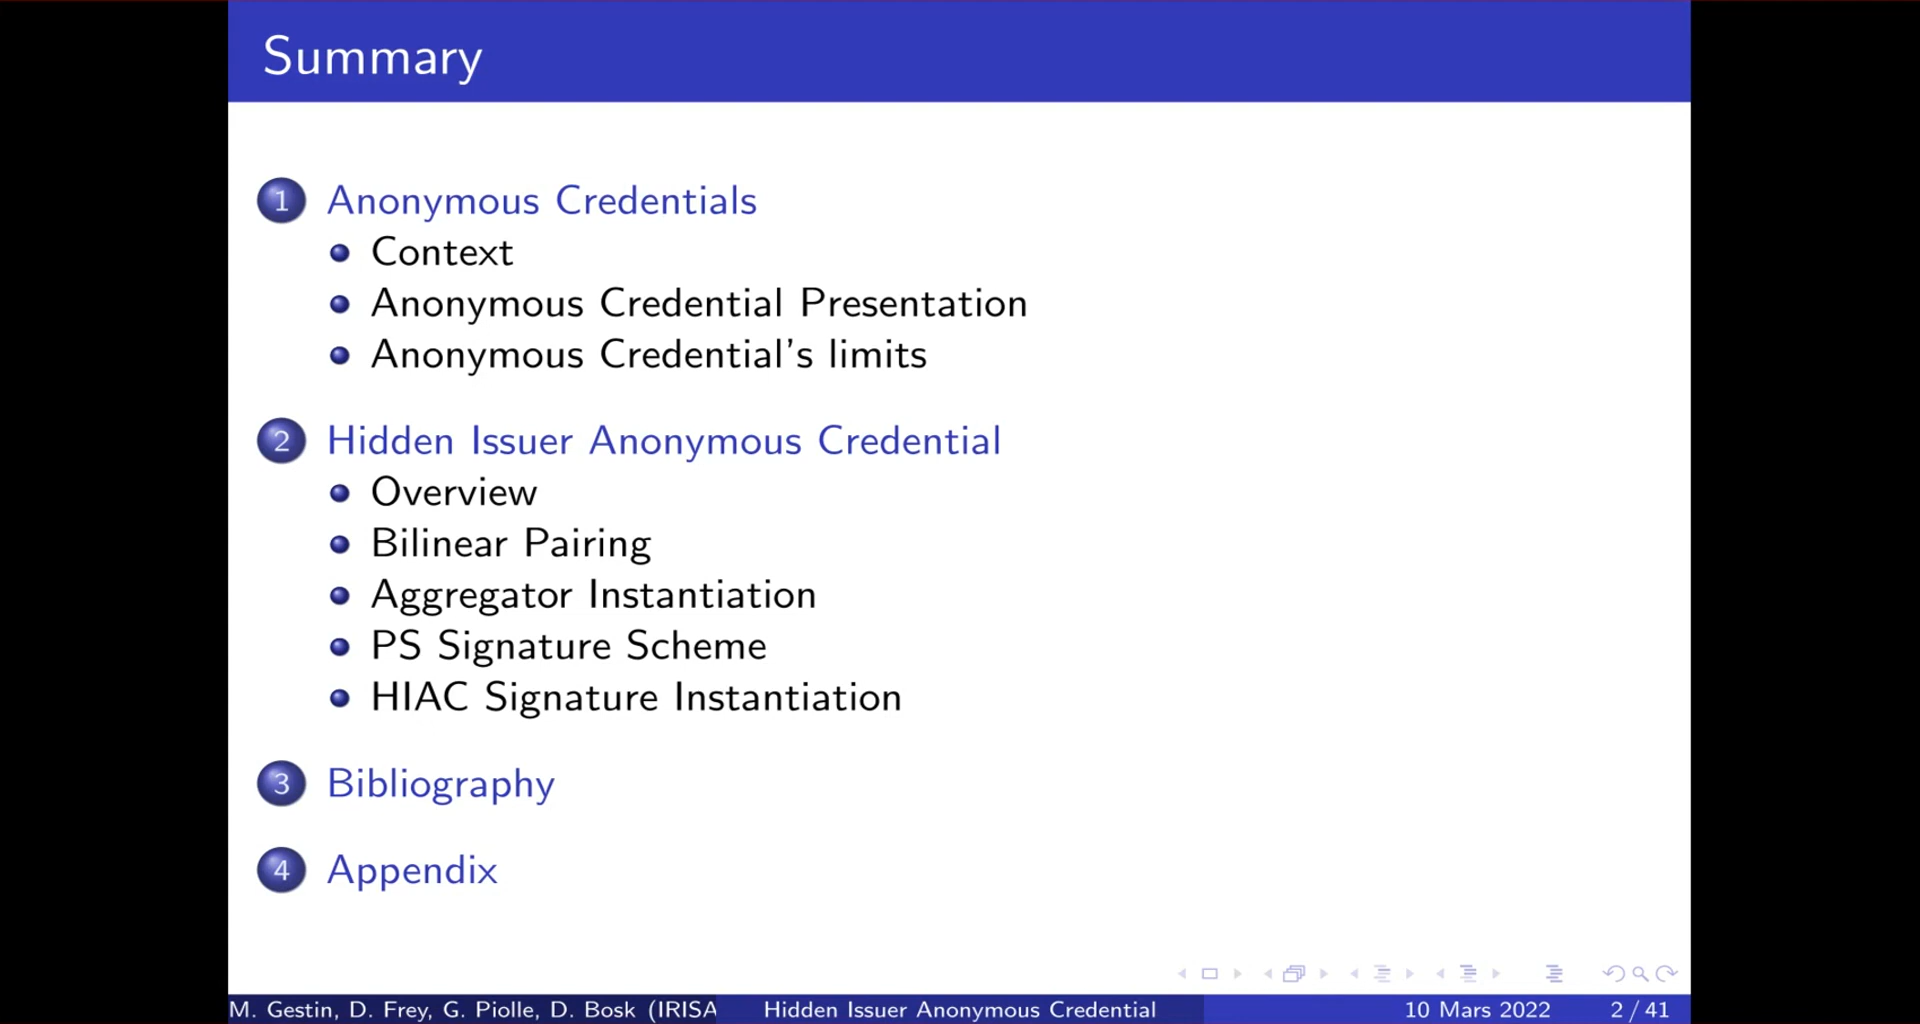 Summary
1 Anonymous Credentials
Context
Anonymous Credential Presentation
Anonymous Credential's limits
2 Hidden Issuer Anonymous Credential
Overview
Bilinear Pairing
Aggregator Instantiation
PS Signature Scheme
HIAC Signature Instantiation
3 Bibliography
4 Appendix
M. Gestin, D. Frey, G. Piolle, D. Bosk (IRISA Hidden Issuer Anonymous Credential 10 Mars 2022 2 / 41